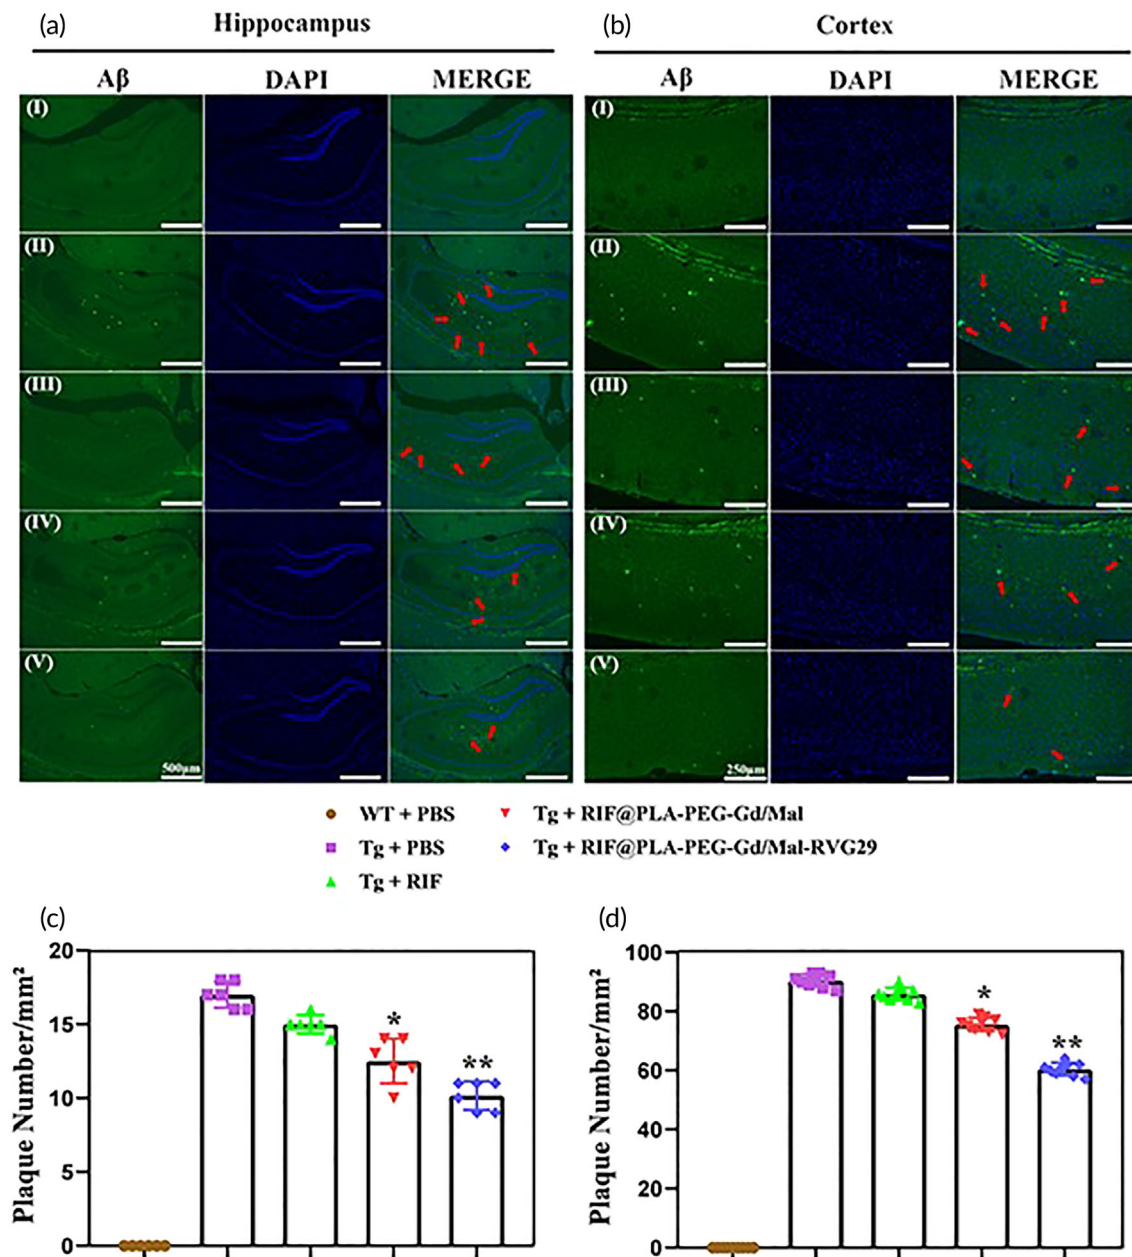 (a) Hippocampus (b) Cortex
Aβ DAPI MERGE Aβ DAPI MERGE
(I) (I)
(II) (II)
(III) (III)
(IV) (IV)
(V) (V)
500μm 250μm
WT + PBS Tg + RIF@PLA-PEG-Gd/Mal
Tg + PBS Tg + RIF@PLA-PEG-Gd/Mal-RVG29
Tg + RIF
(c) (d)
Plaque Number/mm²
20
15
10
5
0
*
**
Plaque Number/mm²
100
80
60
40
20
0
*
**